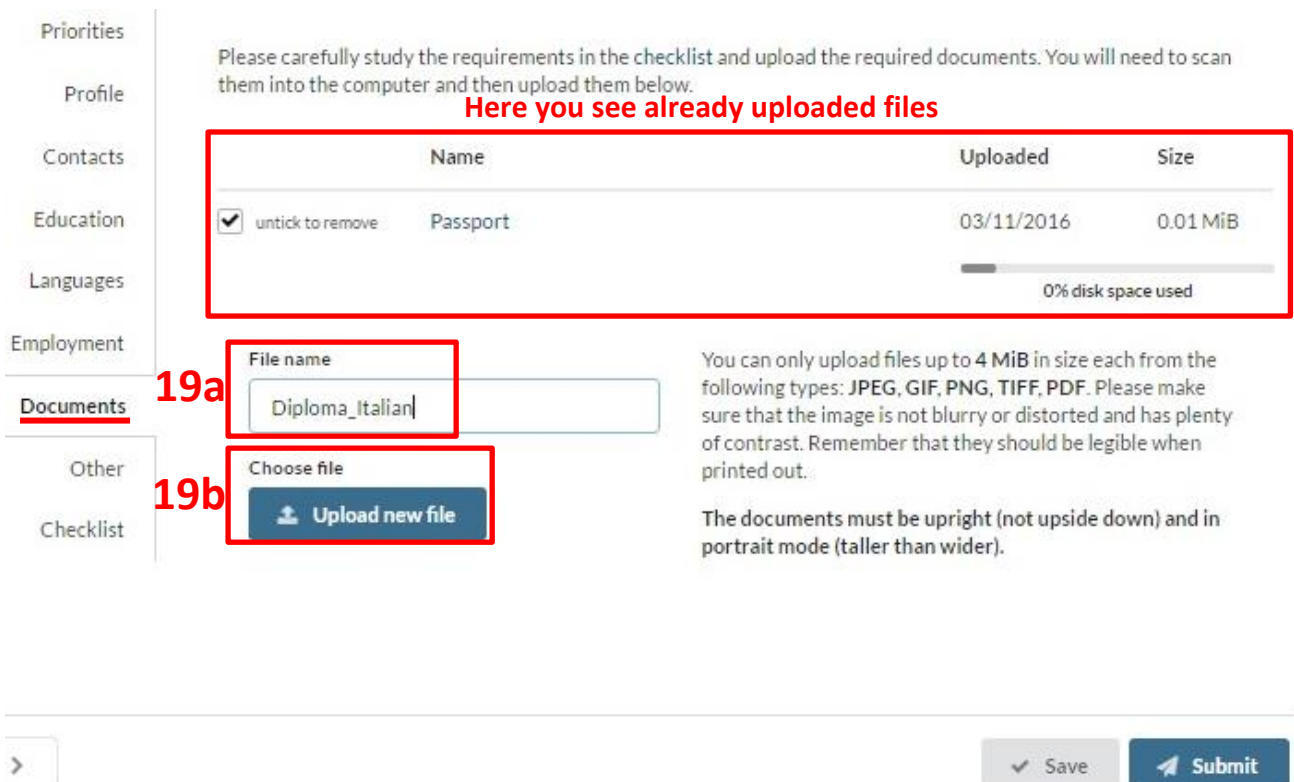 Priorities
Profile
Contacts
Education
Languages
Employment
Documents
Other
Checklist
Please carefully study the requirements in the checklist and upload the required documents. You will need to scan
them into the computer and then upload them below.
Here you see already uploaded files
Name Uploaded Size
untick to remove Passport 03/11/2016 0.01 MiB
0% disk space used
19a
File name
Diploma_Italian
19b
Choose file
Upload new file
You can only upload files up to 4 MiB in size each from the
following types: JPEG, GIF, PNG, TIFF, PDF. Please make
sure that the image is not blurry or distorted and has plenty
of contrast. Remember that they should be legible when
printed out.
The documents must be upright (not upside down) and in
portrait mode (taller than wider).
Save
Submit